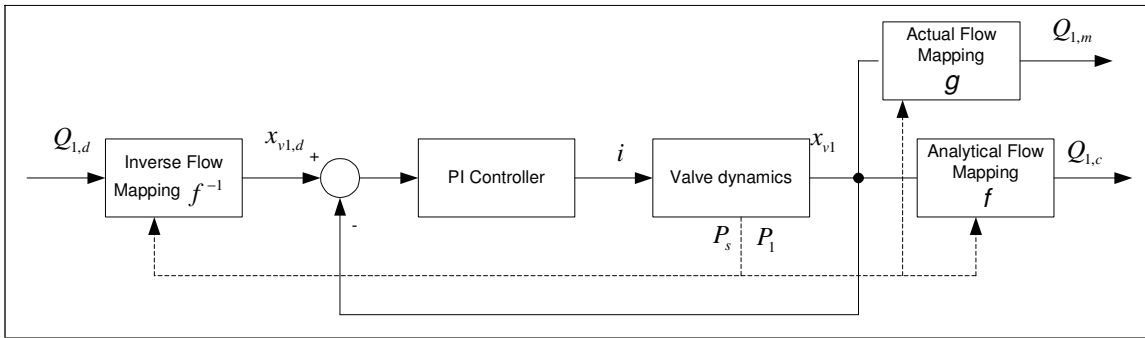 Actual Flow
Mapping
g
Q1,m
Q1,d
Inverse Flow
Mapping f −1
xv1,d
+
-
PI Controller
i
Valve dynamics
Ps P1
xv1
Analytical Flow
Mapping
f
Q1,c